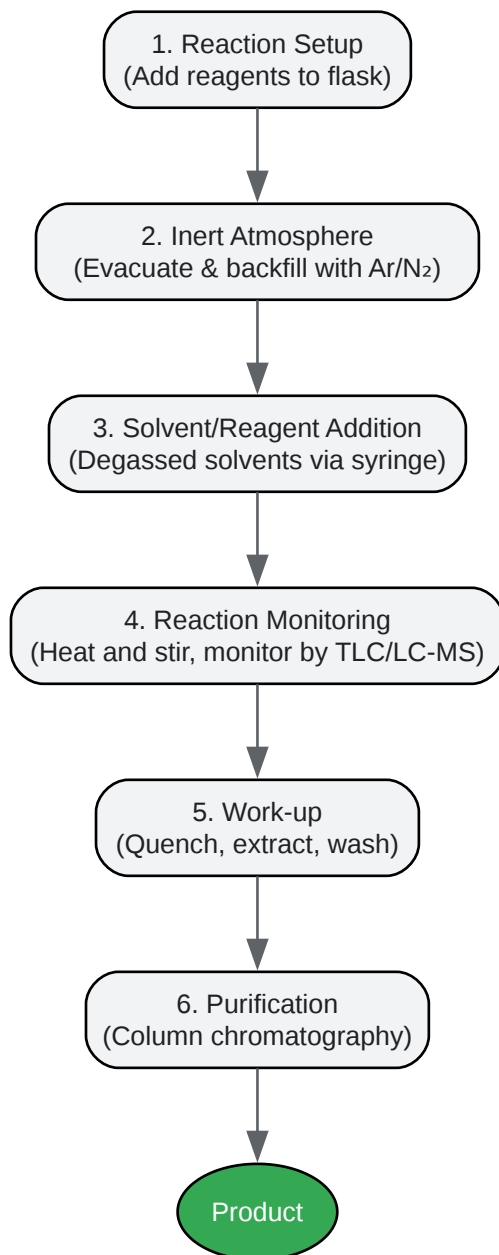 1. Reaction Setup
(Add reagents to flask)
2. Inert Atmosphere
(Evacuate & backfill with Ar/N₂)
3. Solvent/Reagent Addition
(Degassed solvents via syringe)
4. Reaction Monitoring
(Heat and stir, monitor by TLC/LC-MS)
5. Work-up
(Quench, extract, wash)
6. Purification
(Column chromatography)
Product